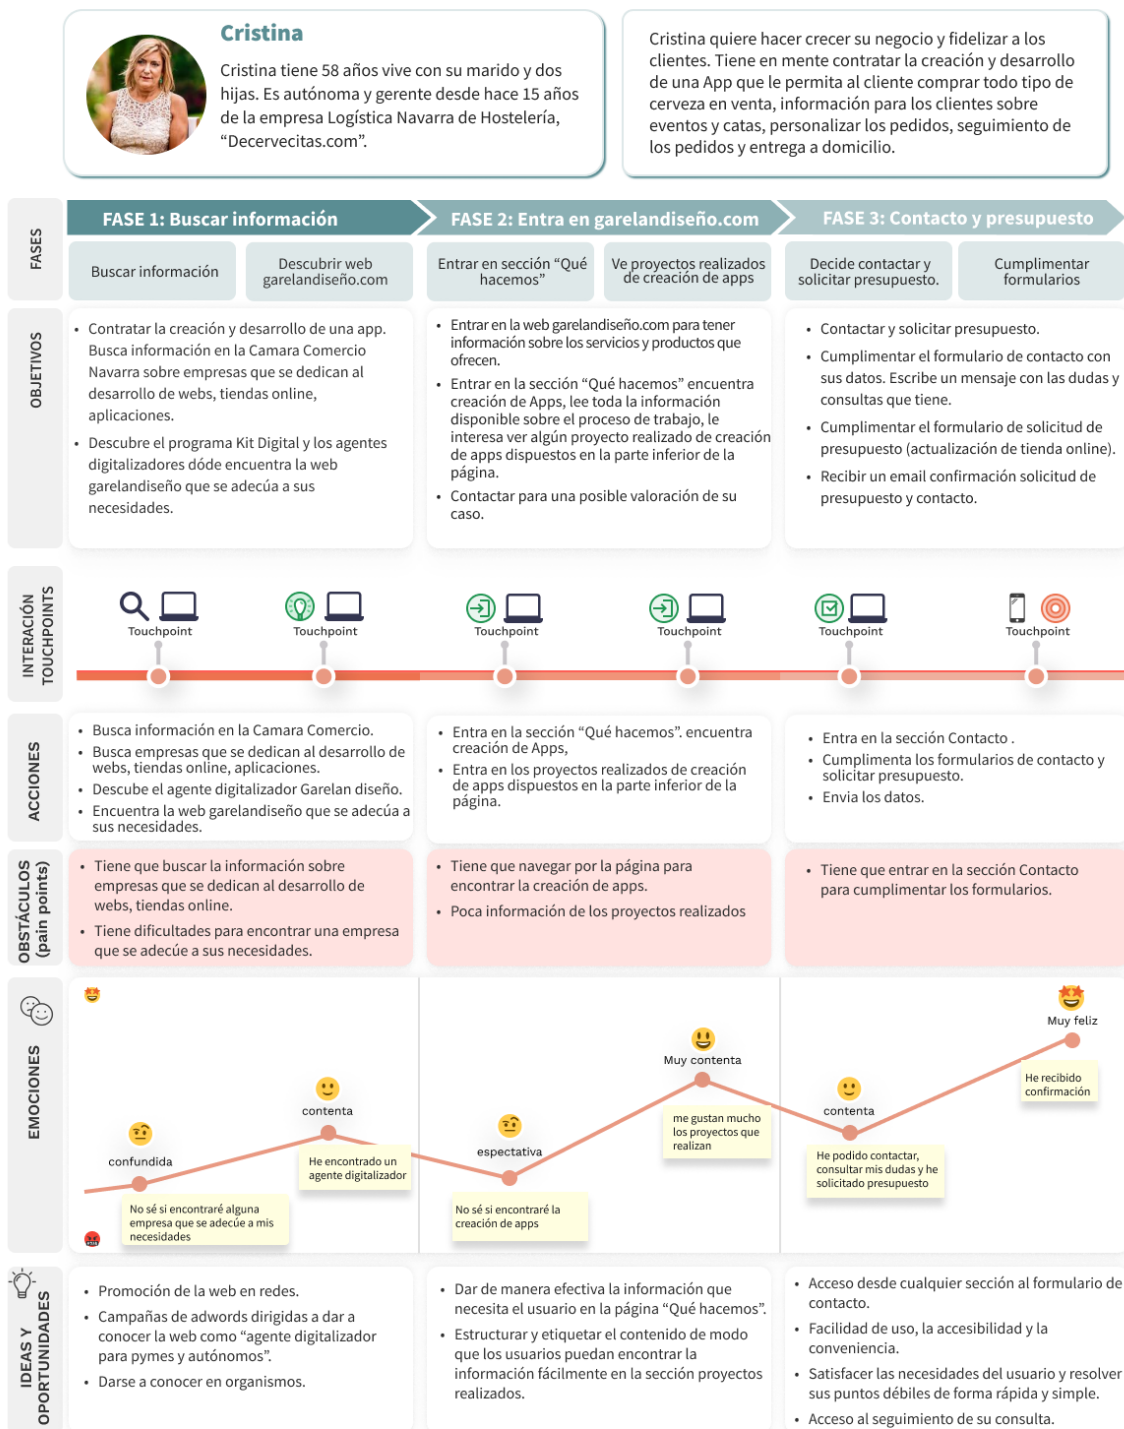 Cristina
Cristina tiene 58 años vive con su marido y dos
hijas. Es autónoma y gerente desde hace 15 años
de la empresa Logística Navarra de Hostelería,
“Decervecitas.com”.
Cristina quiere hacer crecer su negocio y fidelizar a los
clientes. Tiene en mente contratar la creación y desarrollo
de una App que le permita al cliente comprar todo tipo de
cerveza en venta, información para los clientes sobre
eventos y catas, personalizar los pedidos, seguimiento de
los pedidos y entrega a domicilio.
FASES
FASE 1: Buscar información
FASE 2: Entra en garelandiseño.com
FASE 3: Contacto y presupuesto
Buscar información
Descubrir web
garelandiseño.com
Entrar en sección “Qué
hacemos”
Ve proyectos realizados
de creación de apps
Decide contactar y
solicitar presupuesto.
Cumplimentar
formularios
OBJETIVOS
• Contratar la creación y desarrollo de una app.
Busca información en la Camara Comercio
Navarra sobre empresas que se dedican al
desarrollo de webs, tiendas online,
aplicaciones.
• Descubre el programa Kit Digital y los agentes
digitalizadores dóde encuentra la web
garelandiseño que se adecúa a sus
necesidades.
• Entrar en la web garelandiseño.com para tener
información sobre los servicios y productos que
ofrecen.
• Entrar en la sección “Qué hacemos” encuentra
creación de Apps, lee toda la información
disponible sobre el proceso de trabajo, le
interesa ver algún proyecto realizado de creación
de apps dispuestos en la parte inferior de la
página.
• Contactar para una posible valoración de su
caso.
• Contactar y solicitar presupuesto.
• Cumplimentar el formulario de contacto con
sus datos. Escribe un mensaje con las dudas y
consultas que tiene.
• Cumplimentar el formulario de solicitud de
presupuesto (actualización de tienda online).
• Recibir un email confirmación solicitud de
presupuesto y contacto.
INTERACIÓN
TOUCHPOINTS
Touchpoint
Touchpoint
Touchpoint
Touchpoint
Touchpoint
Touchpoint
ACCIONES
• Busca información en la Camara Comercio.
• Busca empresas que se dedican al desarrollo de
webs, tiendas online, aplicaciones.
• Descube el agente digitalizador Garelan diseño.
• Encuentra la web garelandiseño que se adecúa a
sus necesidades.
• Entra en la sección “Qué hacemos”. encuentra
creación de Apps,
• Entra en los proyectos realizados de creación
de apps dispuestos en la parte inferior de la
página.
• Entra en la sección Contacto .
• Cumplimenta los formularios de contacto y
solicitar presupuesto.
• Envia los datos.
OBSTÁCULOS
(pain points)
• Tiene que buscar la información sobre
empresas que se dedican al desarrollo de
webs, tiendas online.
• Tiene dificultades para encontrar una empresa
que se adecúe a sus necesidades.
• Tiene que navegar por la página para
encontrar la creación de apps.
• Poca información de los proyectos realizados
• Tiene que entrar en la sección Contacto
para cumplimentar los formularios.
EMOCIONES
confundida
No sé si encontraré alguna
empresa que se adecúe a mis
necesidades
contenta
He encontrado un
agente digitalizador
espectativa
No sé si encontraré la
creación de apps
Muy contenta
me gustan mucho
los proyectos que
realizan
contenta
He podido contactar,
consultar mis dudas y he
solicitado presupuesto
Muy feliz
He recibido
confirmación
IDEAS Y
OPORTUNIDADES
• Promoción de la web en redes.
• Campañas de adwords dirigidas a dar a
conocer la web como “agente digitalizador
para pymes y autónomos”.
• Darse a conocer en organismos.
• Dar de manera efectiva la información que
necesita el usuario en la página “Qué hacemos”.
• Estructurar y etiquetar el contenido de modo
que los usuarios puedan encontrar la
información fácilmente en la sección proyectos
realizados.
• Acceso desde cualquier sección al formulario de
contacto.
• Facilidad de uso, la accesibilidad y la
conveniencia.
• Satisfacer las necesidades del usuario y resolver
sus puntos débiles de forma rápida y simple.
• Acceso al seguimiento de su consulta.